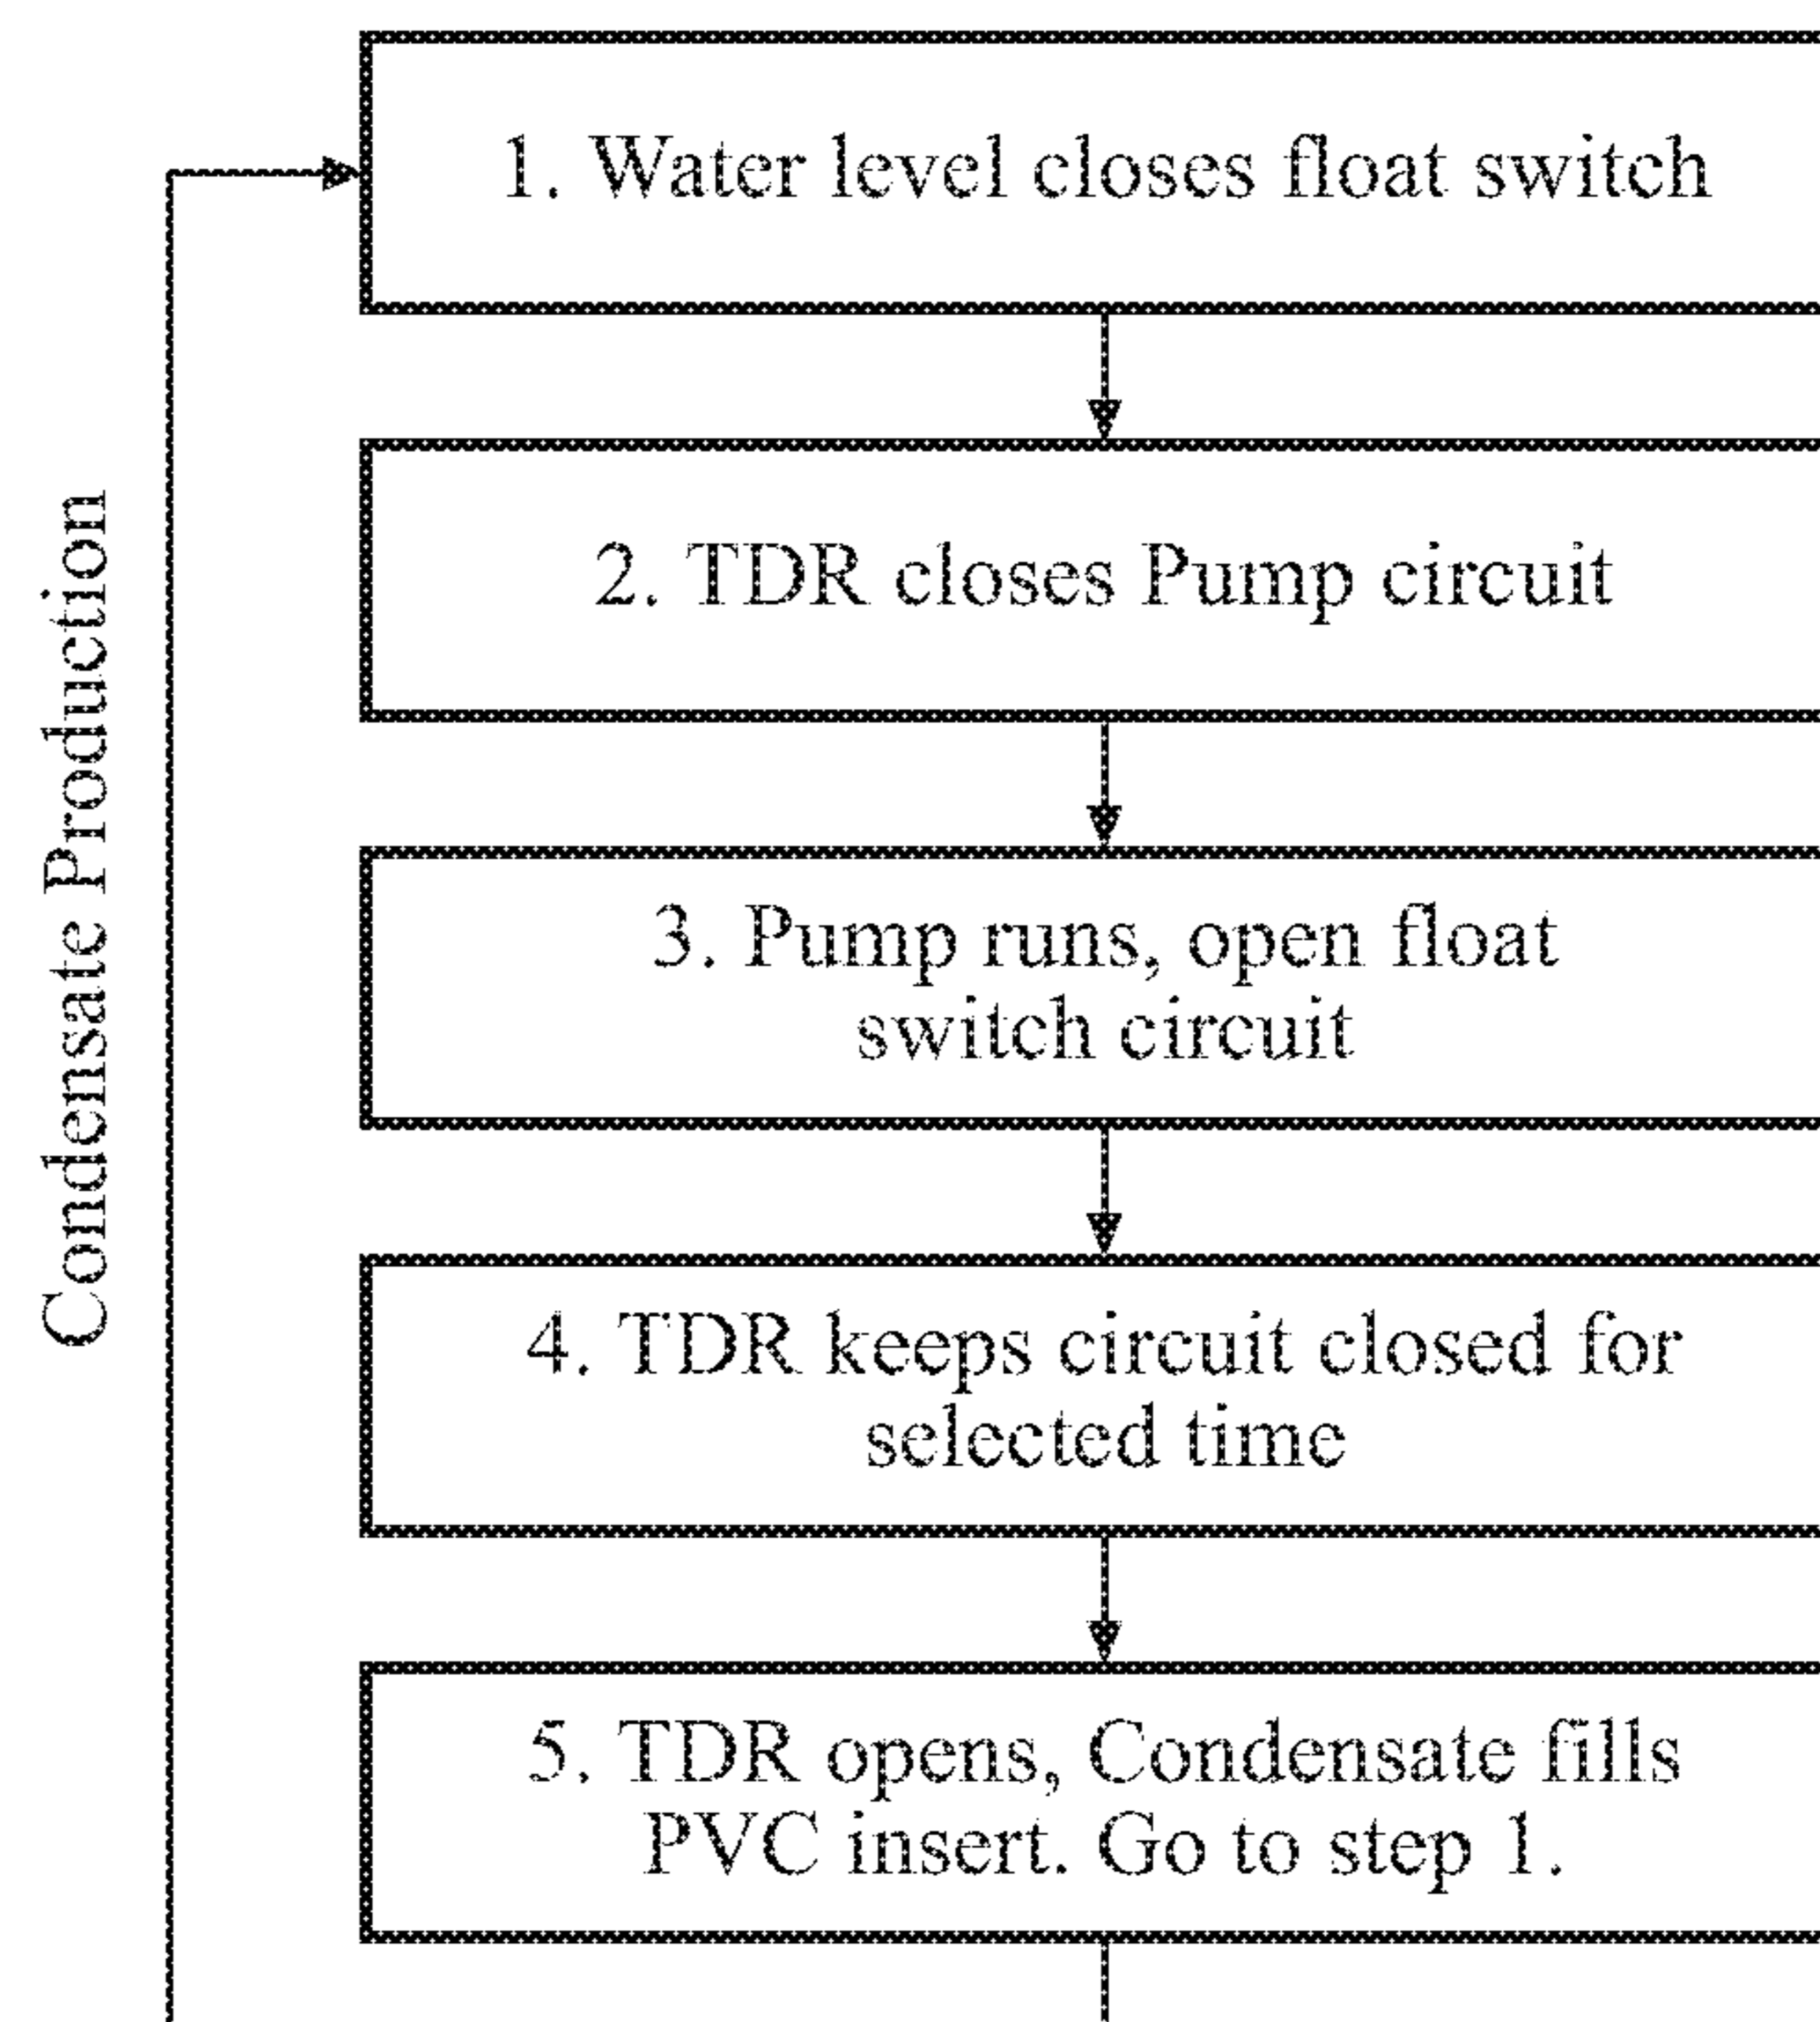 Condensate Production
1. Water level closes float switch
2. TDR closes Pump circuit
3. Pump runs, open float
switch circuit
4. TDR keeps circuit closed for
selected time
5. TDR opens, Condensate fills
PVC insert. Go to step 1.